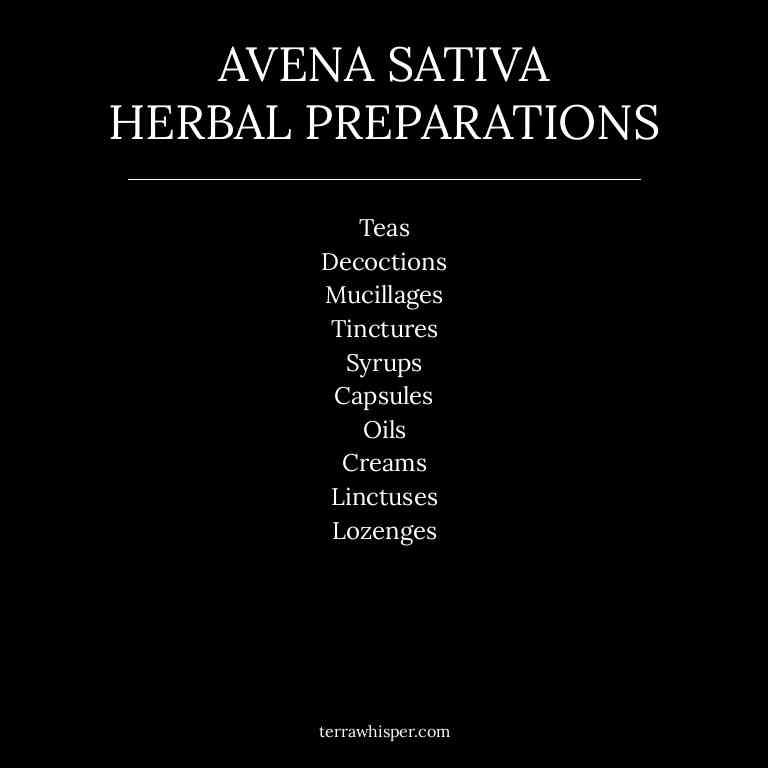 AVENA SATIVA
HERBAL PREPARATIONS
Teas
Decoctions
Mucillages
Tinctures
Syrups
Capsules
Oils
Creams
Linctuses
Lozenges
terrawhisper.com